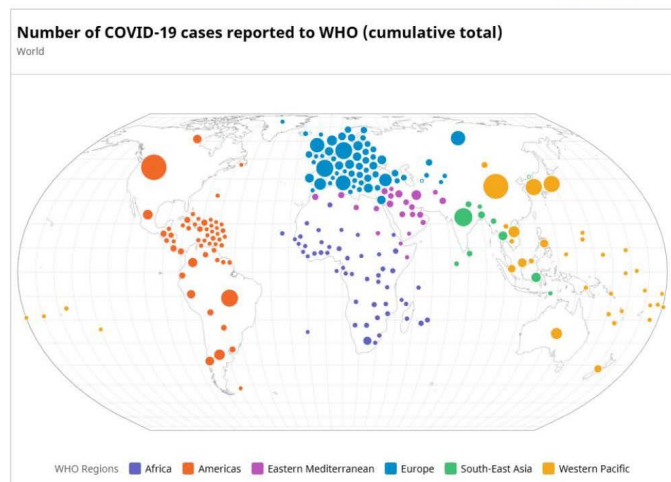 Number of COVID-19 cases reported to WHO (cumulative total)
World
WHO Regions Africa Americas Eastern Mediterranean Europe South-East Asia Western Pacific